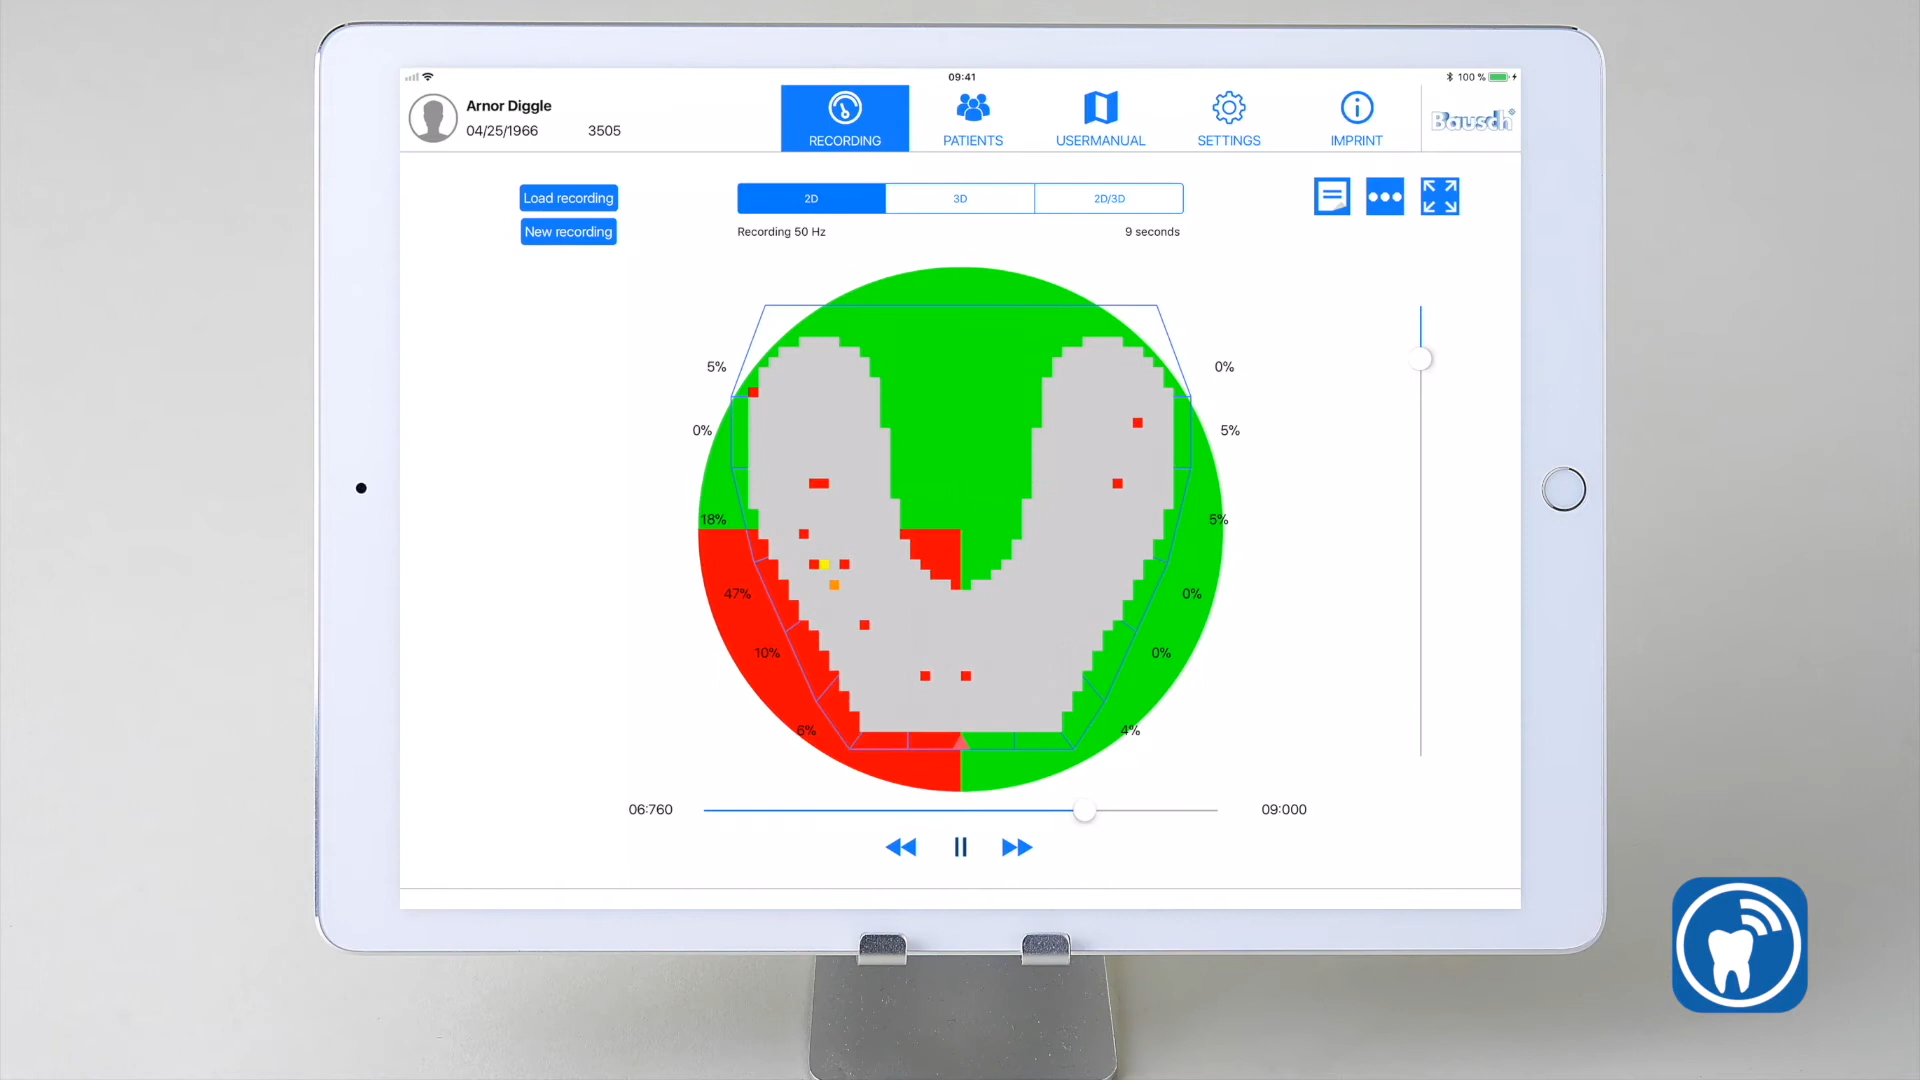 09:41
100 %
Arnor Diggle
04/25/1966 3505
RECORDING
PATIENTS
USERMANUAL
SETTINGS
IMPRINT
Bausch
Load recording
New recording
2D
3D
2D/3D
Recording 50 Hz
9 seconds
5% 0%
0% 5%
18% 5%
47% 0%
10% 0%
6% 4%
06:760
09:000